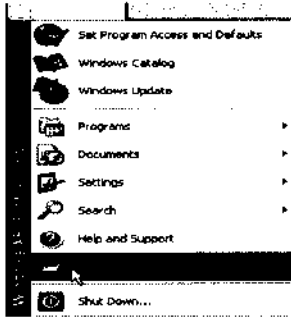 Set Program Access and Defaults
Windows Catalog
Windows Update
Programs
Documents
Settings
Search
Help and Support
Shut Down...